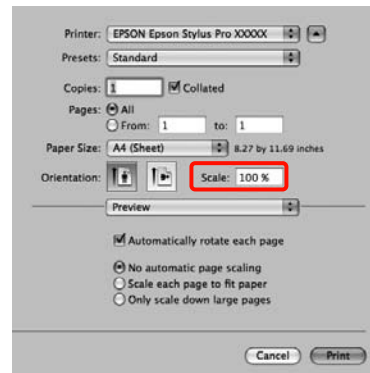 Printer: EPSON Epson Stylus Pro XXXXX
Presets: Standard
Copies: 1 Collated
Pages: All
From: 1 to: 1
Paper Size: A4 (Sheet) 8.27 by 11.69 inches
Orientation: Scale: 100 %
Preview
Automatically rotate each page
No automatic page scaling
Scale each page to fit paper
Only scale down large pages
Cancel Print